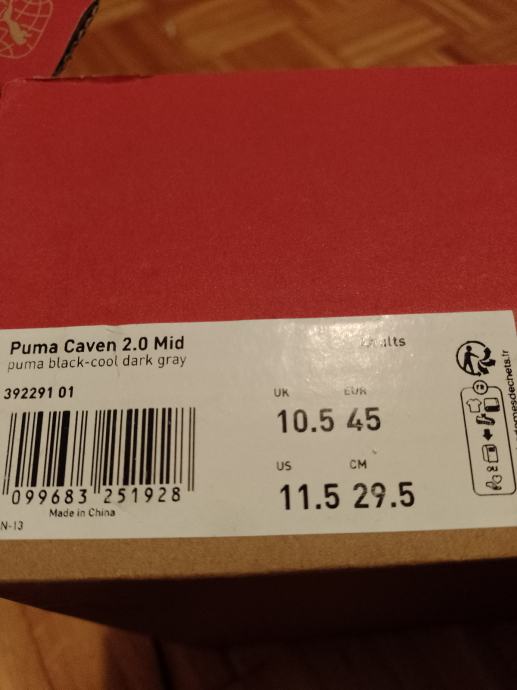 Puma Caven 2.0 Mid
puma black-cool dark gray
392291 01
099683 251928
Made in China
N-13
UK EUR
10.5 45
US CM
11.5 29.5